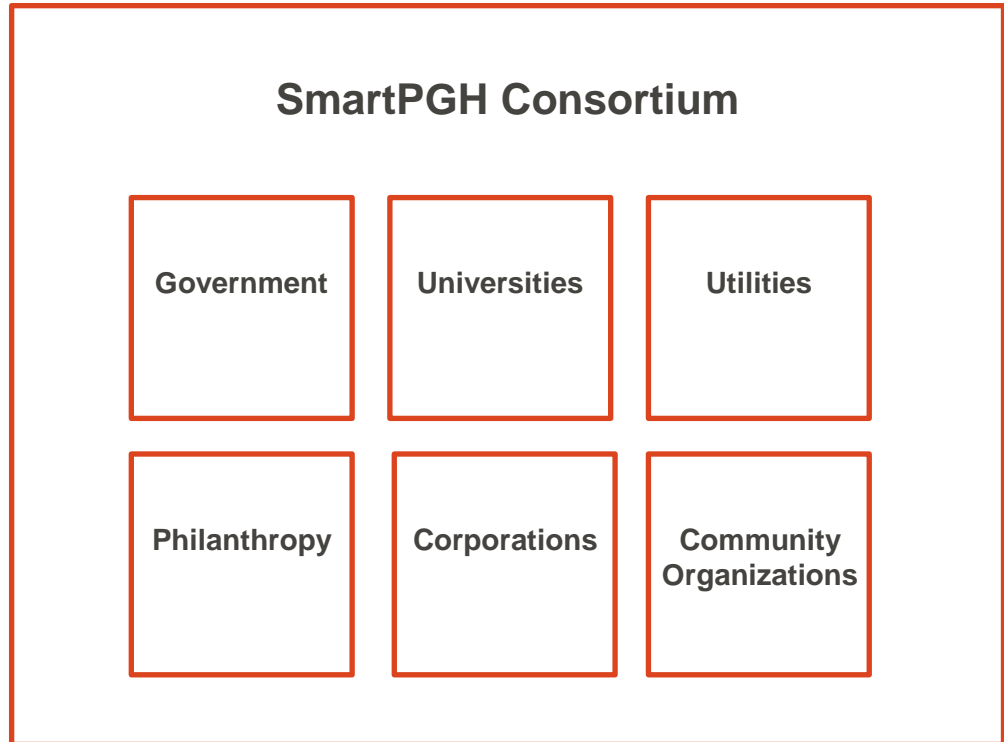 SmartPGH Consortium
Government
Universities
Utilities
Philanthropy
Corporations
Community
Organizations